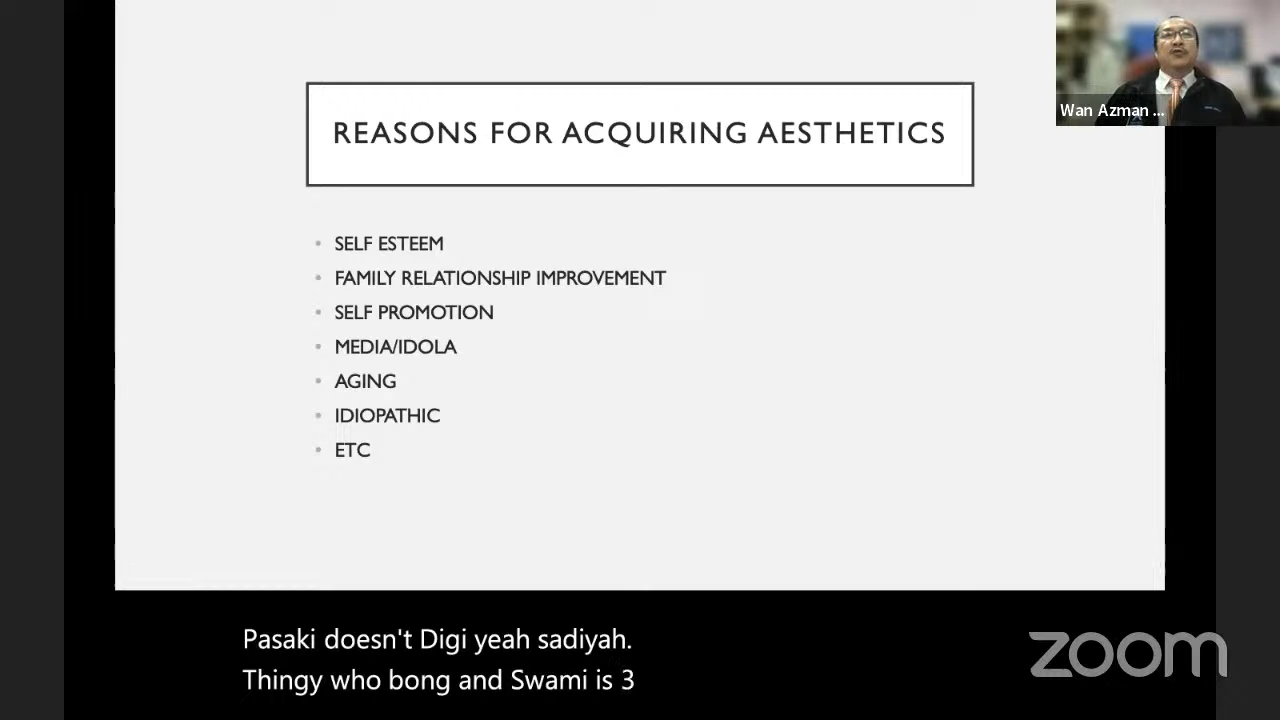 Wan Azman ...
REASONS FOR ACQUIRING AESTHETICS
SELF ESTEEM
FAMILY RELATIONSHIP IMPROVEMENT
SELF PROMOTION
MEDIA/IDOLA
AGING
IDIOPATHIC
ETC
Pasaki doesn't Digi yeah sadiyah.
Thingy who bong and Swami is 3
zoom